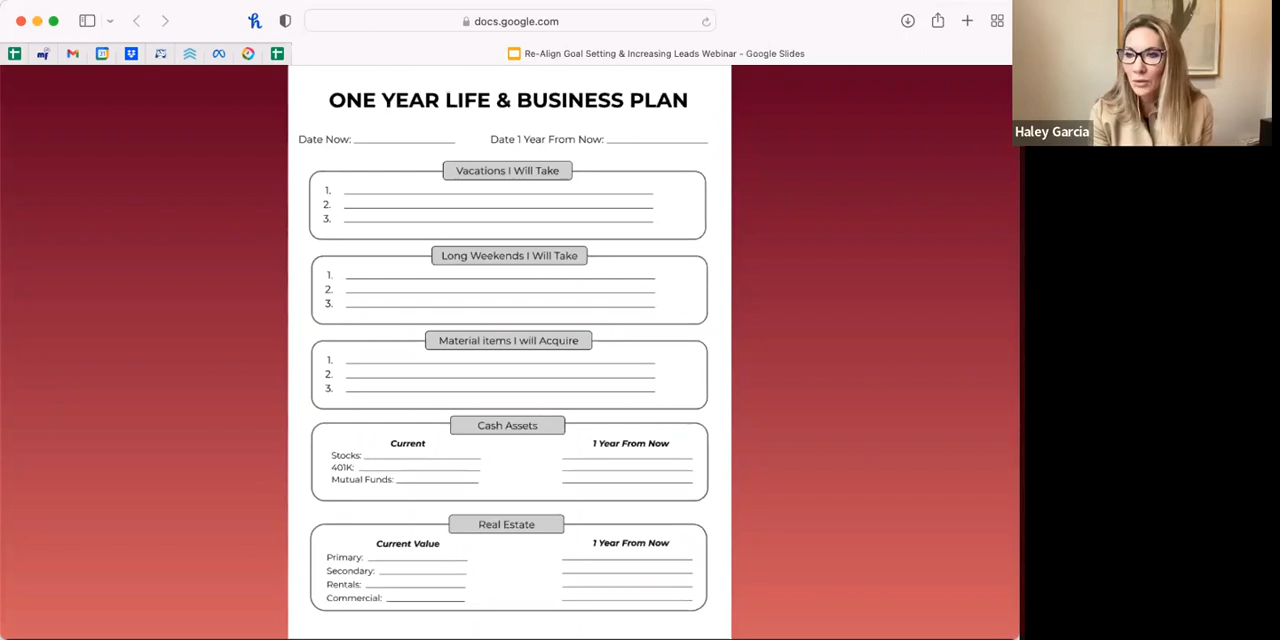 docs.google.com
Re-Align Goal Setting & Increasing Leads Webinar - Google Slides
Haley Garcia
ONE YEAR LIFE & BUSINESS PLAN
Date Now: Date 1 Year From Now:
Vacations I Will Take
1.
2.
3.
Long Weekends I Will Take
1.
2.
3.
Material items I will Acquire
1.
2.
3.
Cash Assets
Current 1 Year From Now
Stocks:
401K:
Mutual Funds:
Real Estate
Current Value 1 Year From Now
Primary:
Secondary:
Rentals:
Commercial: